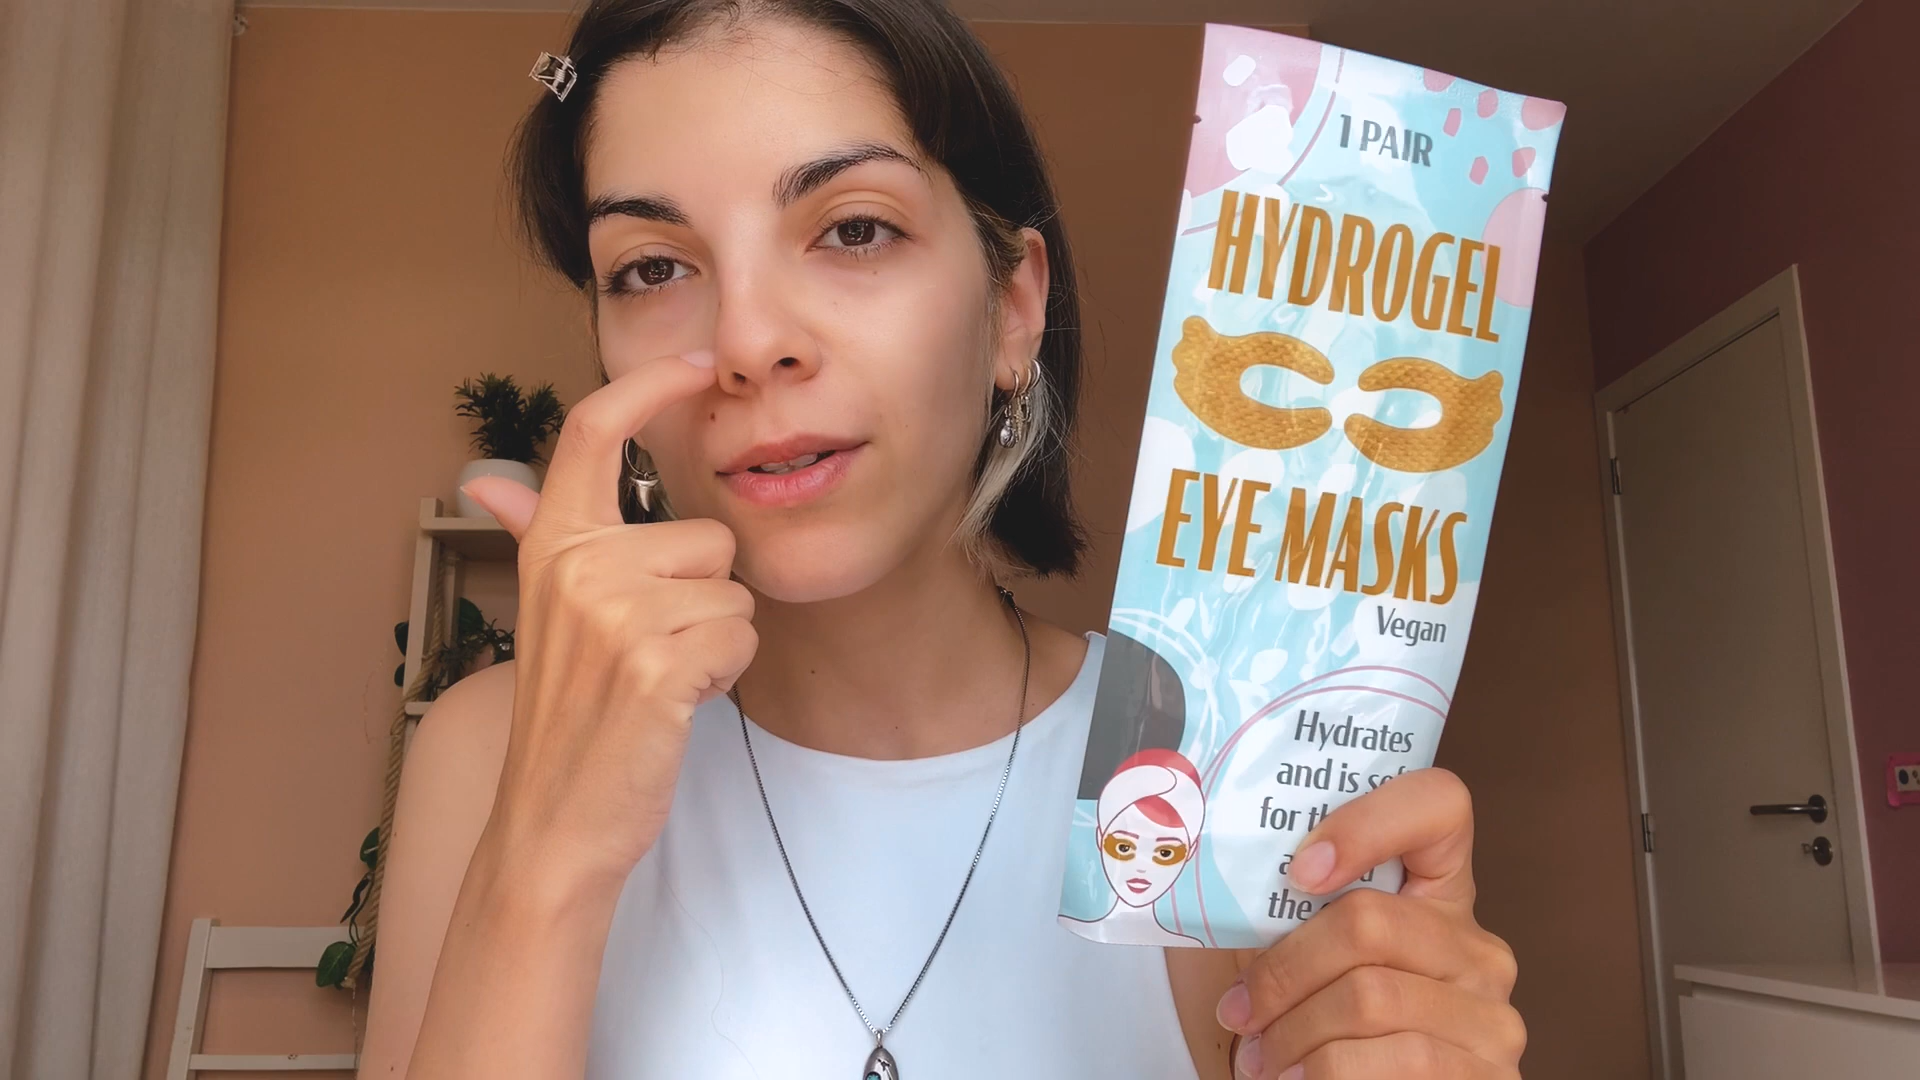 1 PAIR
HYDROGEL
EYE MASKS
Vegan
Hydrates
and is
for
the